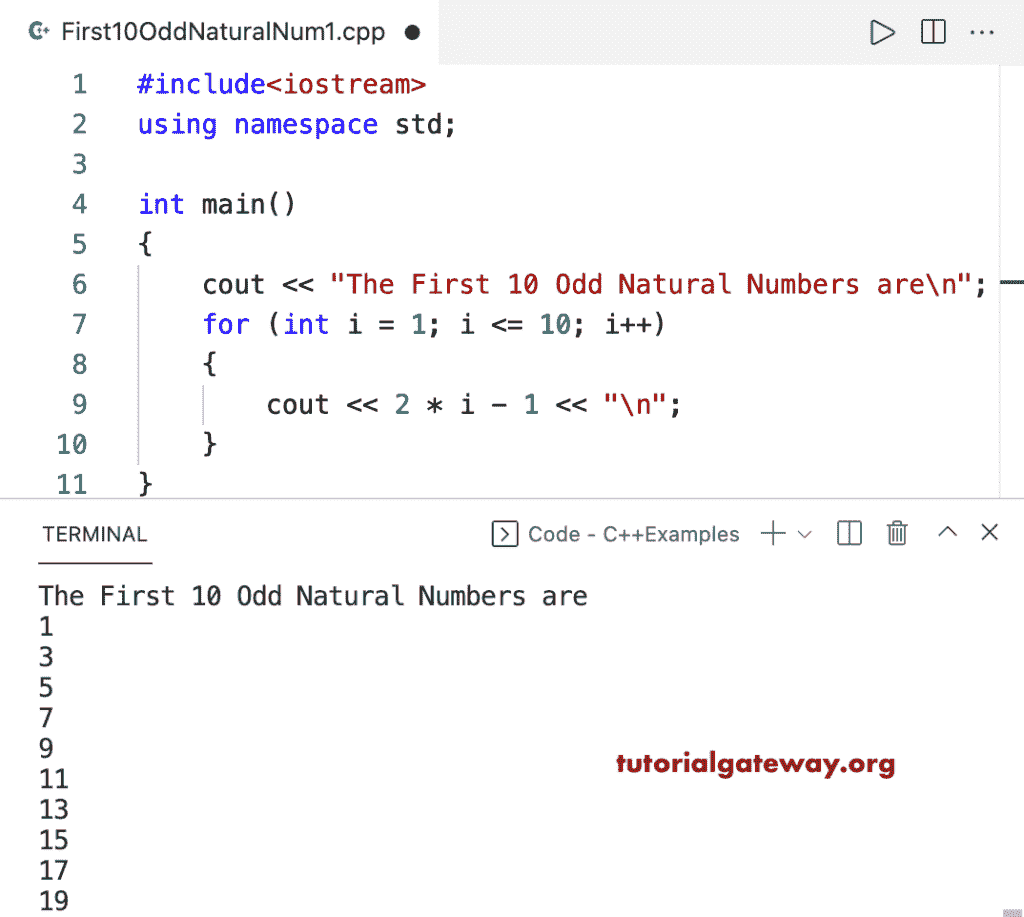 First10OddNaturalNum1.cpp
1 #include<iostream>
2 using namespace std;
3
4 int main()
5 {
6 cout << "The First 10 Odd Natural Numbers are\n";
7 for (int i = 1; i <= 10; i++)
8 {
9 cout << 2 * i - 1 << "\n";
10 }
11 }
TERMINAL Code - C++Examples
The First 10 Odd Natural Numbers are
1
3
5
7
9
11
13
15
17
19
tutorialgateway.org